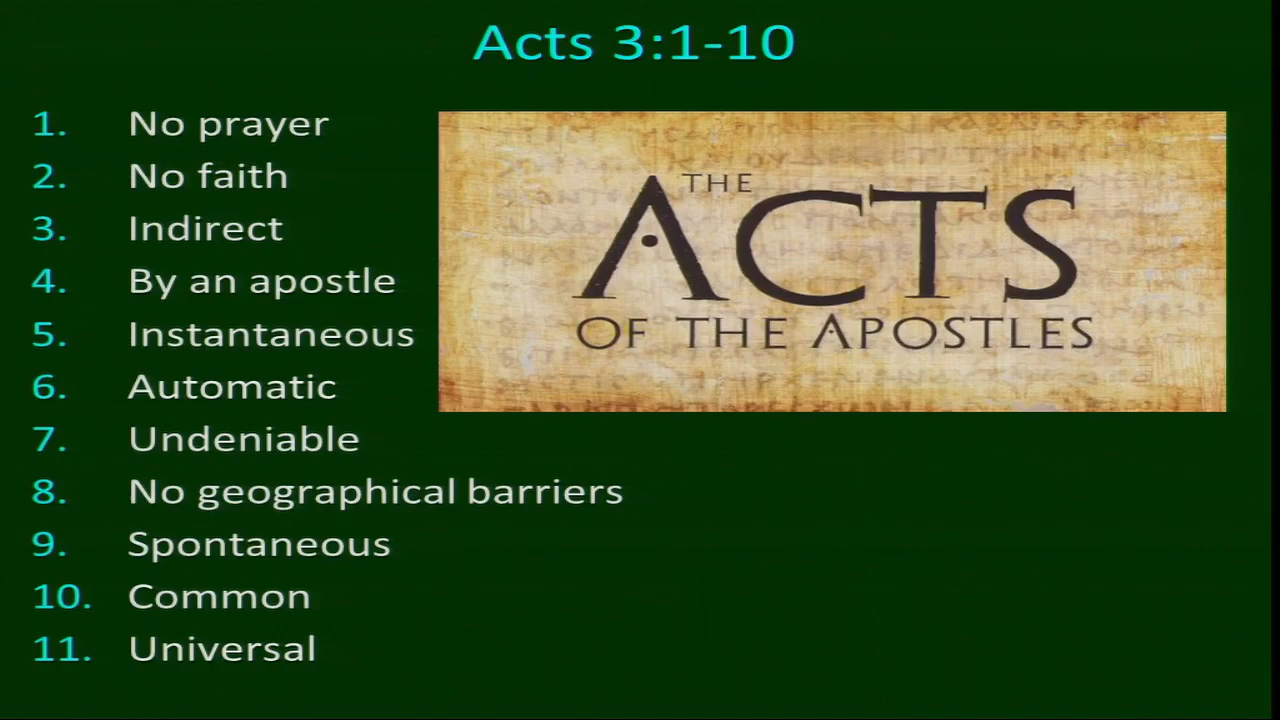 Acts 3:1-10
1. No prayer
2. No faith
3. Indirect
4. By an apostle
5. Instantaneous
6. Automatic
7. Undeniable
8. No geographical barriers
9. Spontaneous
10. Common
11. Universal
THE
ACTS
OF THE APOSTLES